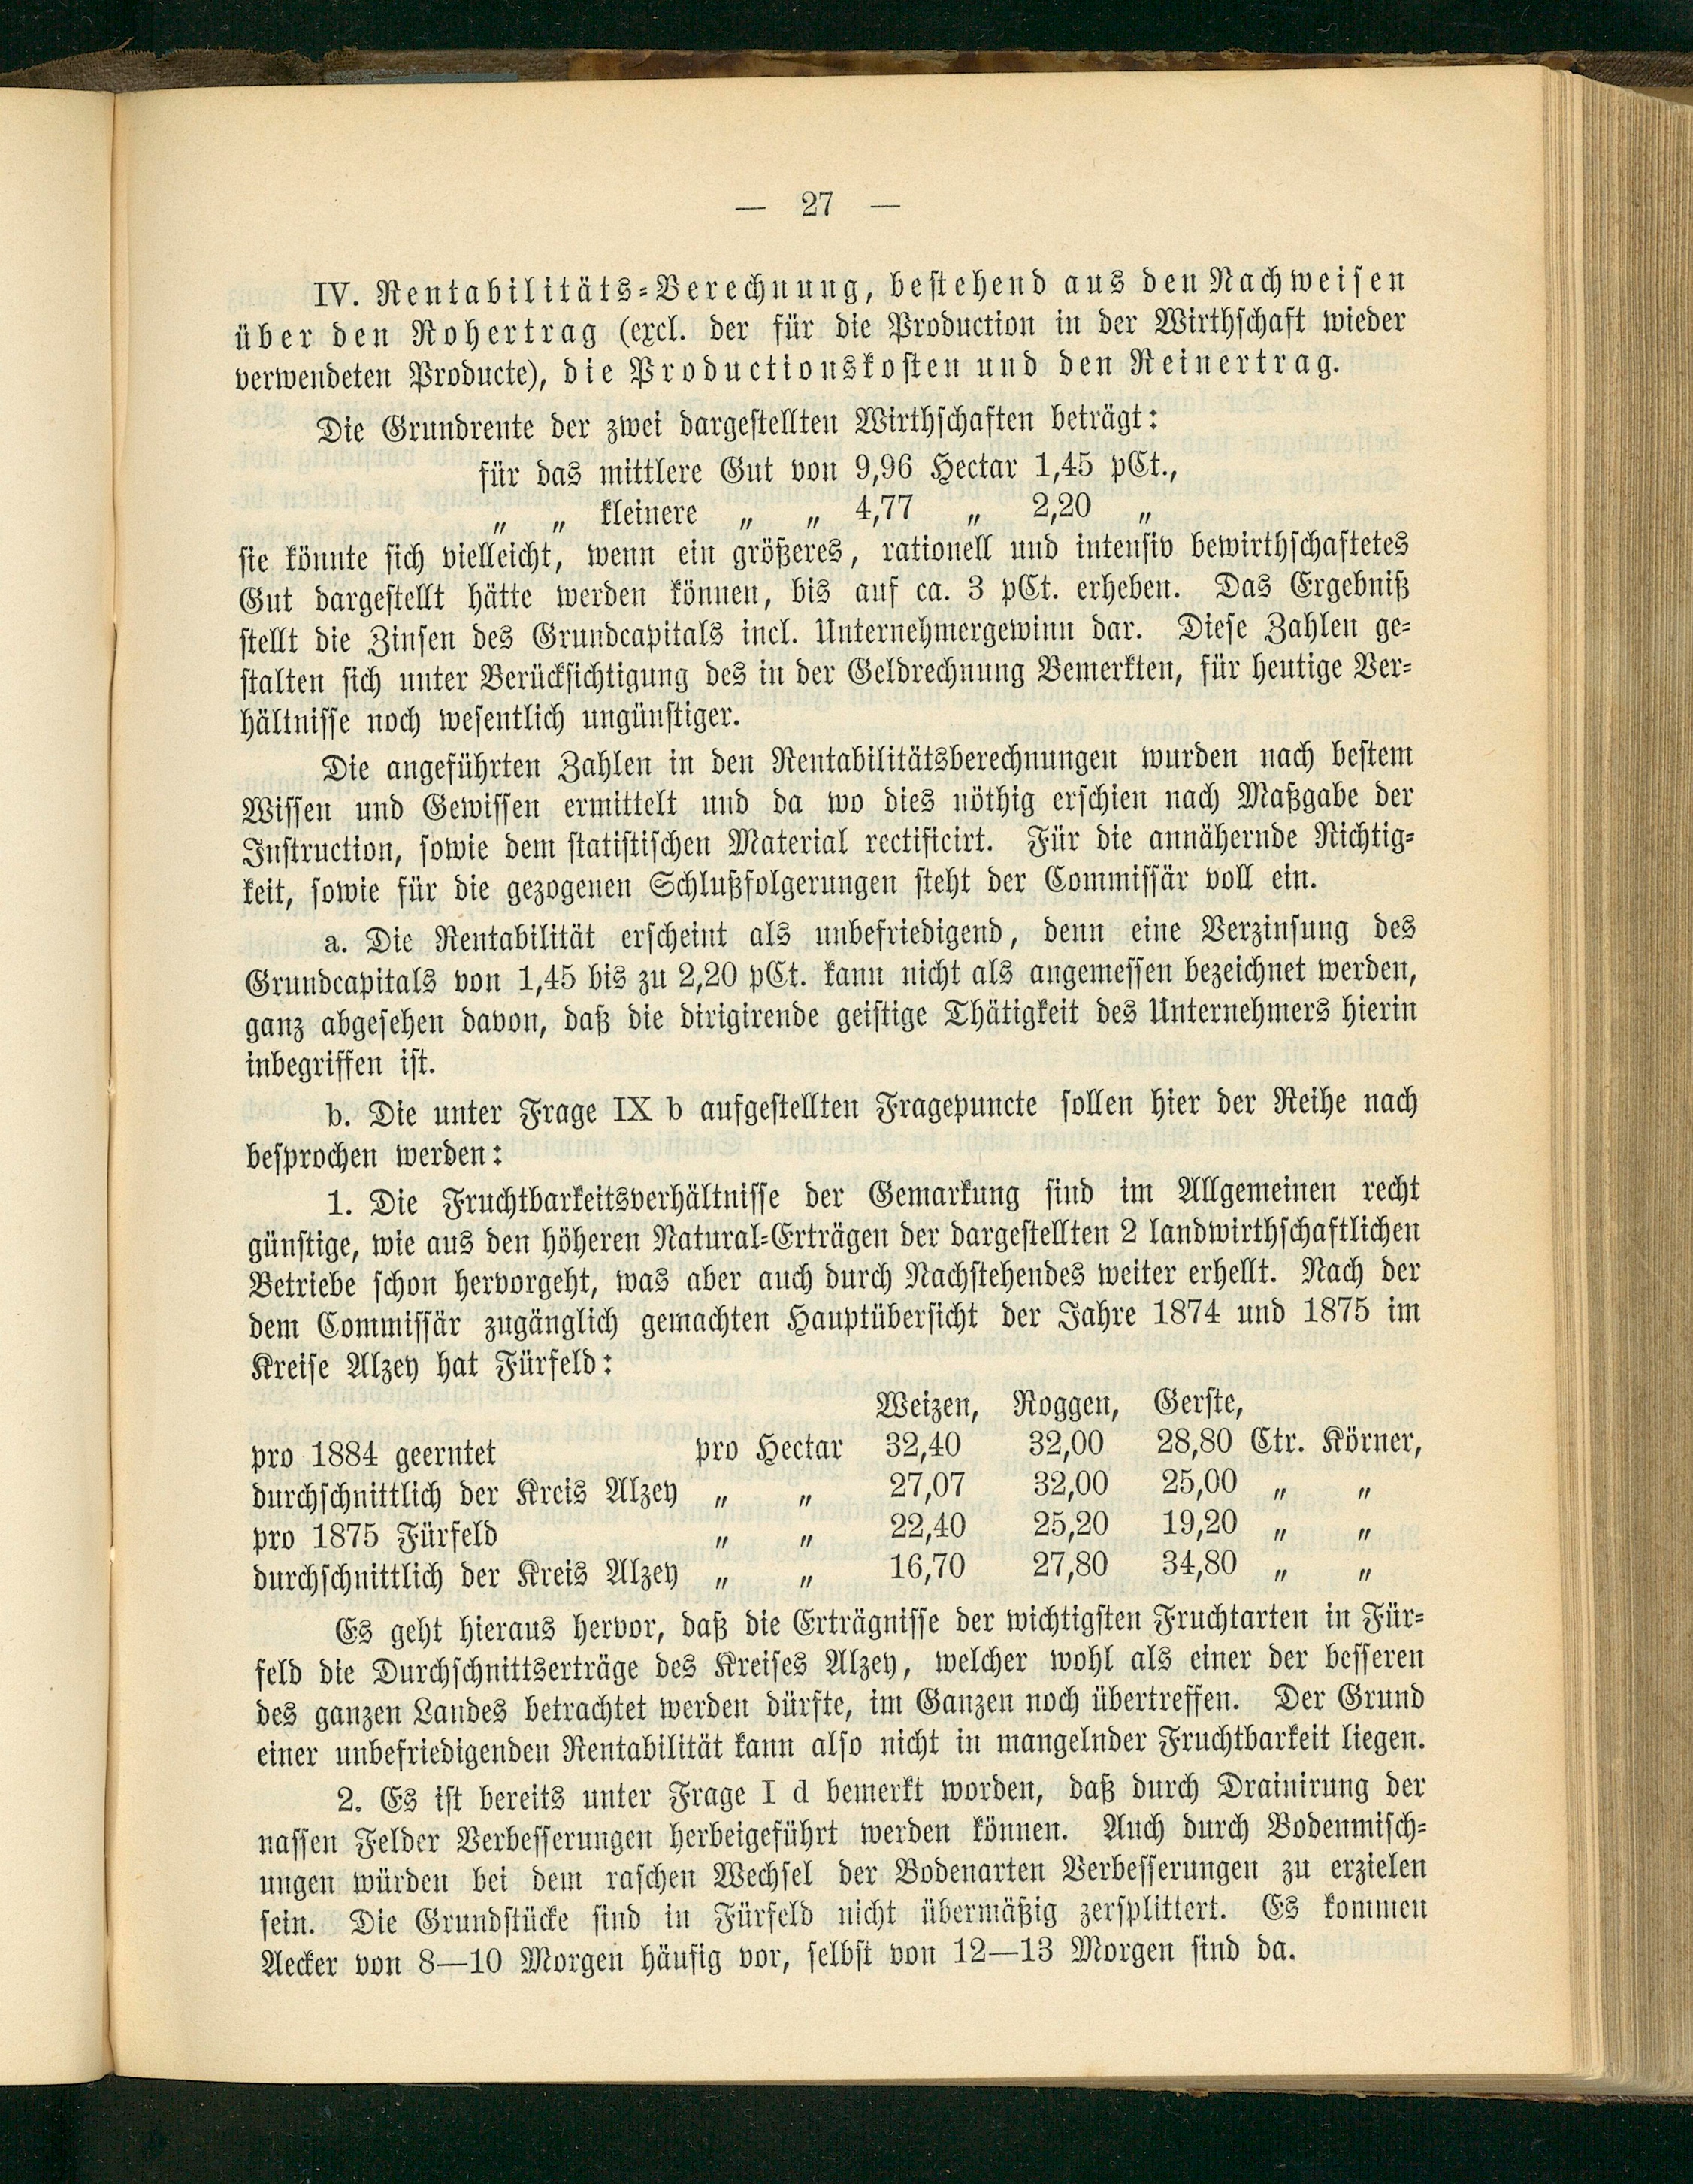 — 27 —
IV. Rentabilitäts-Berechnung, bestehend aus den Nachweisen
über den Rohertrag (excl. der für die Production in der Wirthschaft wieder
verwendeten Producte), die Productionskosten und den Reinertrag.
Die Grundrente der zwei dargestellten Wirthschaften beträgt:
für das mittlere Gut von 9,96 Hectar 1,45 pCt.,
„ „ kleinere „ „ 4,77 „ 2,20 „
sie könnte sich vielleicht, wenn ein größeres, rationell und intensiv bewirthschaftetes
Gut dargestellt hätte werden können, bis auf ca. 3 pCt. erheben. Das Ergebniß
stellt die Zinsen des Grundcapitals incl. Unternehmergewinn dar. Diese Zahlen ge-
stalten sich unter Berücksichtigung des in der Geldrechnung Bemerkten, für heutige Ver-
hältnisse noch wesentlich ungünstiger.
Die angeführten Zahlen in den Rentabilitätsberechnungen wurden nach bestem
Wissen und Gewissen ermittelt und da wo dies nöthig erschien nach Maßgabe der
Instruction, sowie dem statistischen Material rectificirt. Für die annähernde Richtig-
keit, sowie für die gezogenen Schlußfolgerungen steht der Commissär voll ein.
a. Die Rentabilität erscheint als unbefriedigend, denn eine Verzinsung des
Grundcapitals von 1,45 bis zu 2,20 pCt. kann nicht als angemessen bezeichnet werden,
ganz abgesehen davon, daß die dirigirende geistige Thätigkeit des Unternehmers hierin
inbegriffen ist.
b. Die unter Frage IX b aufgestellten Fragepuncte sollen hier der Reihe nach
besprochen werden:
1. Die Fruchtbarkeitsverhältnisse der Gemarkung sind im Allgemeinen recht
günstige, wie aus den höheren Natural-Erträgen der dargestellten 2 landwirthschaftlichen
Betriebe schon hervorgeht, was aber auch durch Nachstehendes weiter erhellt. Nach der
dem Commissär zugänglich gemachten Hauptübersicht der Jahre 1874 und 1875 im
Kreise Alzey hat Fürfeld:
Weizen, Roggen, Gerste,
pro 1884 geerntet pro Hectar 32,40 32,00 28,80 Ctr. Körner,
durchschnittlich der Kreis Alzey „ „ 27,07 32,00 25,00 „ „
pro 1875 Fürfeld „ „ 22,40 25,20 19,20 „ „
durchschnittlich der Kreis Alzey „ „ 16,70 27,80 34,80 „ „
Es geht hieraus hervor, daß die Erträgnisse der wichtigsten Fruchtarten in Für-
feld die Durchschnittserträge des Kreises Alzey, welcher wohl als einer der besseren
des ganzen Landes betrachtet werden dürfte, im Ganzen noch übertreffen. Der Grund
einer unbefriedigenden Rentabilität kann also nicht in mangelnder Fruchtbarkeit liegen.
2. Es ist bereits unter Frage I d bemerkt worden, daß durch Drainirung der
nassen Felder Verbesserungen herbeigeführt werden können. Auch durch Bodenmisch-
ungen würden bei dem raschen Wechsel der Bodenarten Verbesserungen zu erzielen
sein. Die Grundstücke sind in Fürfeld nicht übermäßig zersplittert. Es kommen
Aecker von 8—10 Morgen häufig vor, selbst von 12—13 Morgen sind da.